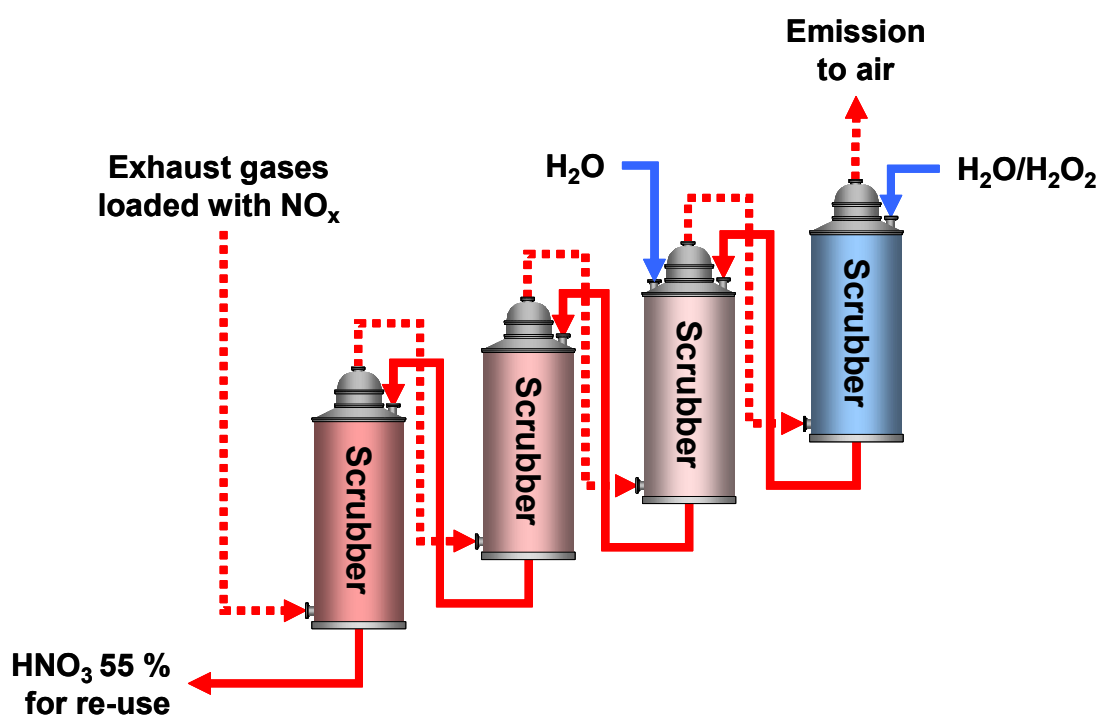 Emission
to air
Exhaust gases
loaded with NOₓ
H₂O
H₂O/H₂O₂
Scrubber
Scrubber
Scrubber
Scrubber
HNO₃ 55 %
for re-use